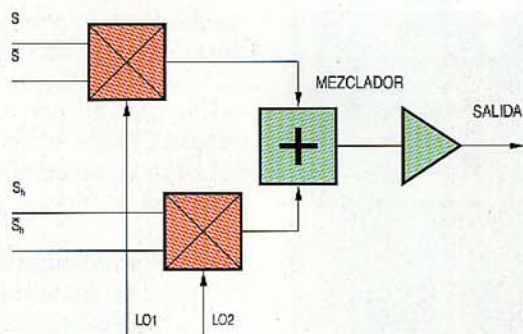 S
S̄
MEZCLADOR
SALIDA
+
Sₕ
S̄ₕ
LO1
LO2